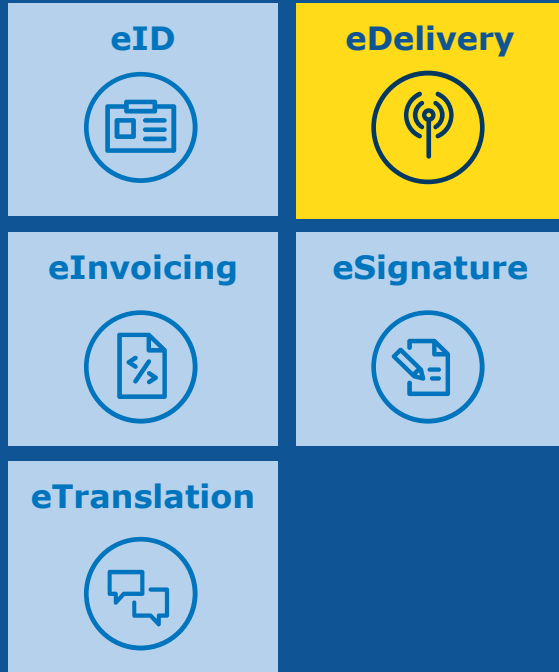 eID
eDelivery
eInvoicing
eSignature
</>
eTranslation